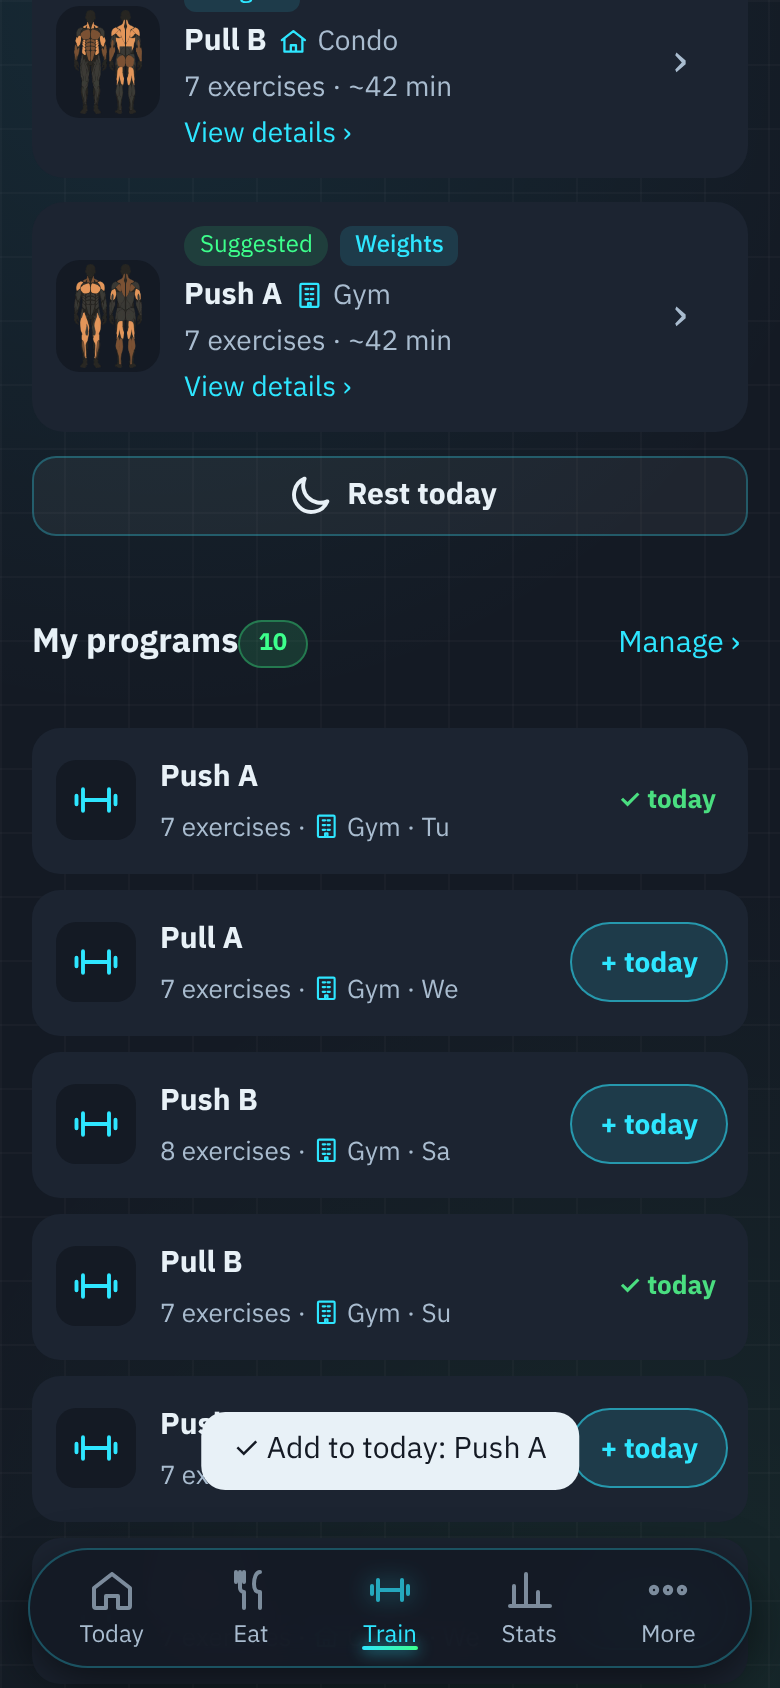 Pull B Condo
7 exercises · ~42 min
View details ›
Suggested Weights
Push A Gym
7 exercises · ~42 min
View details ›
Rest today
My programs 10 Manage ›
Push A
7 exercises · Gym · Tu
✓ today
Pull A
7 exercises · Gym · We
+ today
Push B
8 exercises · Gym · Sa
+ today
Pull B
7 exercises · Gym · Su
✓ today
+ today
✓ Add to today: Push A
Today Eat Train Stats More